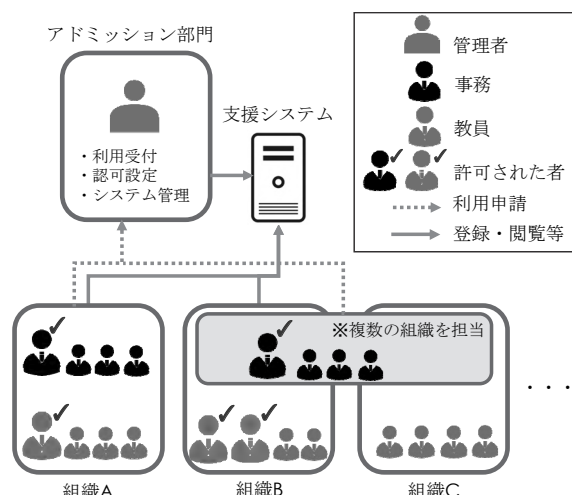 アドミッション部門
・利用受付
・認可設定
・システム管理
支援システム
管理者
事務
教員
許可された者
利用申請
登録・閲覧等
※複数の組織を担当
・・・
組織A
組織B
組織C